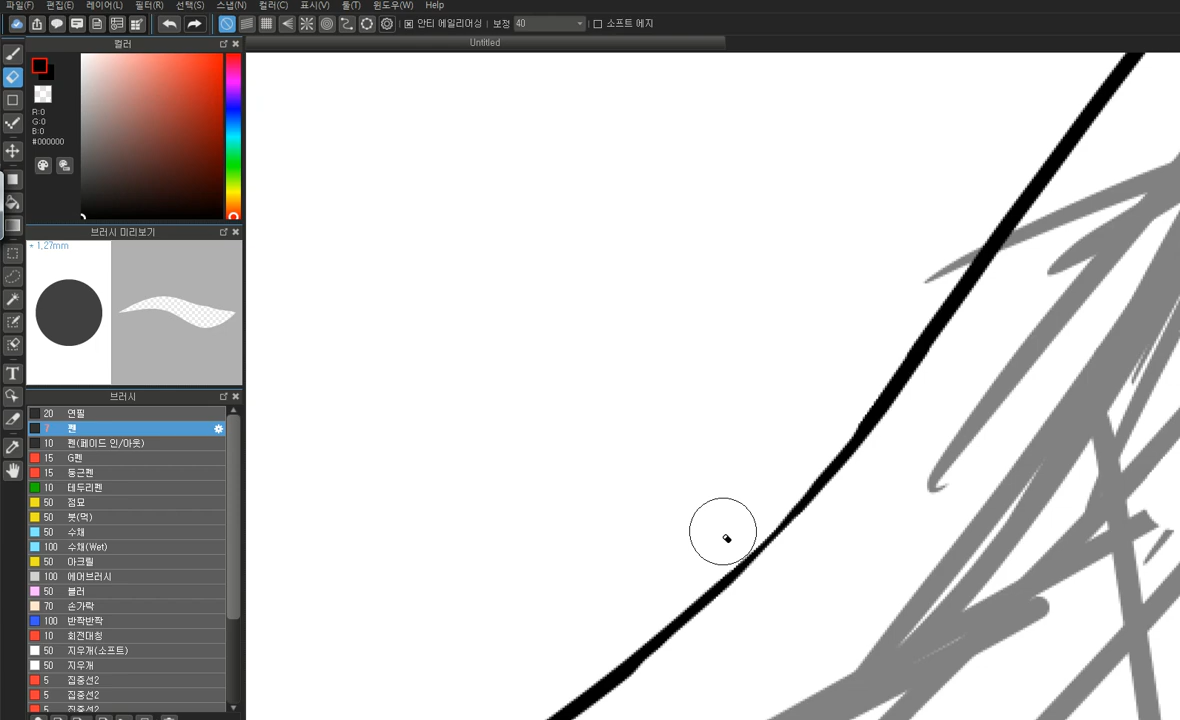 파일(F) 편집(E) 레이어(L) 필터(R) 선택(S) 스냅(N) 컬러(C) 표시(V) 툴(T) 윈도우(W) Help
안티 에일리어싱 보정 40 소프트 에지
컬러
Untitled
R:0
G:0
B:0
#000000
브러시 미리보기
* 1.27mm
브러시
20 연필
7 펜
10 펜(페이드 인/아웃)
15 G펜
15 둥근펜
10 테두리펜
50 점묘
50 붓(먹)
50 수채
100 수채(Wet)
50 아크릴
100 에어브러시
50 블러
70 손가락
100 반짝반짝
10 회전대칭
50 지우개(소프트)
50 지우개
5 집중선2
5 집중선2
5 집중선2